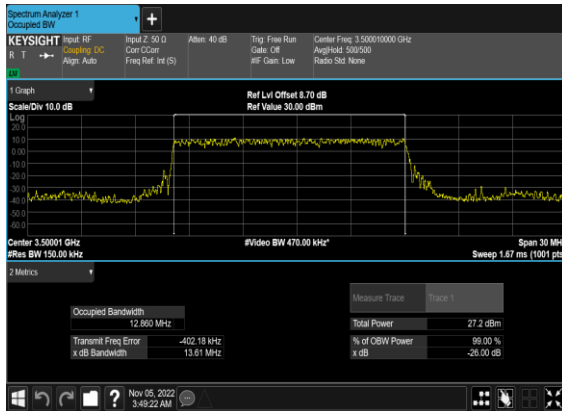 Spectrum Analyzer 1
Occupied BW
+
KEYSIGHT Input: RF Input Z: 50 Ω Atten: 40 dB Trig: Free Run Center Freq: 3.500010000 GHz
R T Coupling: DC Corr CCorr Gate: Off Avg|Hold: 500/500
Align: Auto Freq Ref: Int (S) #IF Gain: Low Radio Std: None
1 Graph
Ref Lvl Offset 8.70 dB
Scale/Div 10.0 dB Ref Value 30.00 dBm
Log
20.0
10.0
0.00
-10.0
-20.0
-30.0
-40.0
-50.0
-60.0
Center 3.50001 GHz #Video BW 470.00 kHz* Span 30 MH
#Res BW 150.00 kHz Sweep 1.67 ms (1001 pts
2 Metrics
Measure Trace Trace 1
Occupied Bandwidth
12.860 MHz Total Power 27.2 dBm
Transmit Freq Error -402.18 kHz % of OBW Power 99.00 %
x dB Bandwidth 13.61 MHz x dB -26.00 dB
? Nov 05, 2022
3:49:22 AM